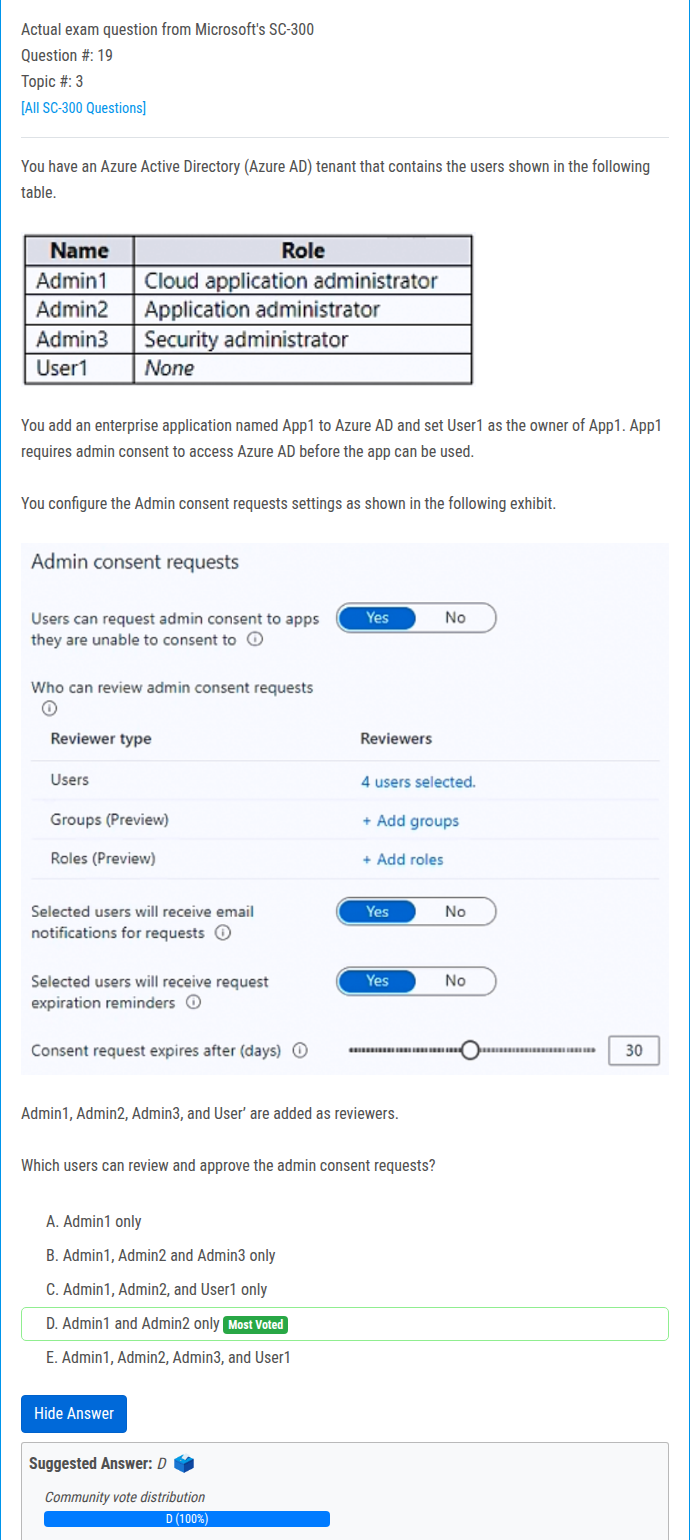 Actual exam question from Microsoft's SC-300
Question #: 19
Topic #: 3
[All SC-300 Questions]
You have an Azure Active Directory (Azure AD) tenant that contains the users shown in the following
table.
Name Role
Admin1 Cloud application administrator
Admin2 Application administrator
Admin3 Security administrator
User1 None
You add an enterprise application named App1 to Azure AD and set User1 as the owner of App1. App1
requires admin consent to access Azure AD before the app can be used.
You configure the Admin consent requests settings as shown in the following exhibit.
Admin consent requests
Users can request admin consent to apps Yes No
they are unable to consent to
Who can review admin consent requests
Reviewer type Reviewers
Users 4 users selected.
Groups (Preview) + Add groups
Roles (Preview) + Add roles
Selected users will receive email Yes No
notifications for requests
Selected users will receive request Yes No
expiration reminders
Consent request expires after (days) 30
Admin1, Admin2, Admin3, and User’ are added as reviewers.
Which users can review and approve the admin consent requests?
A. Admin1 only
B. Admin1, Admin2 and Admin3 only
C. Admin1, Admin2, and User1 only
D. Admin1 and Admin2 only Most Voted
E. Admin1, Admin2, Admin3, and User1
Hide Answer
Suggested Answer: D
Community vote distribution
D (100%)